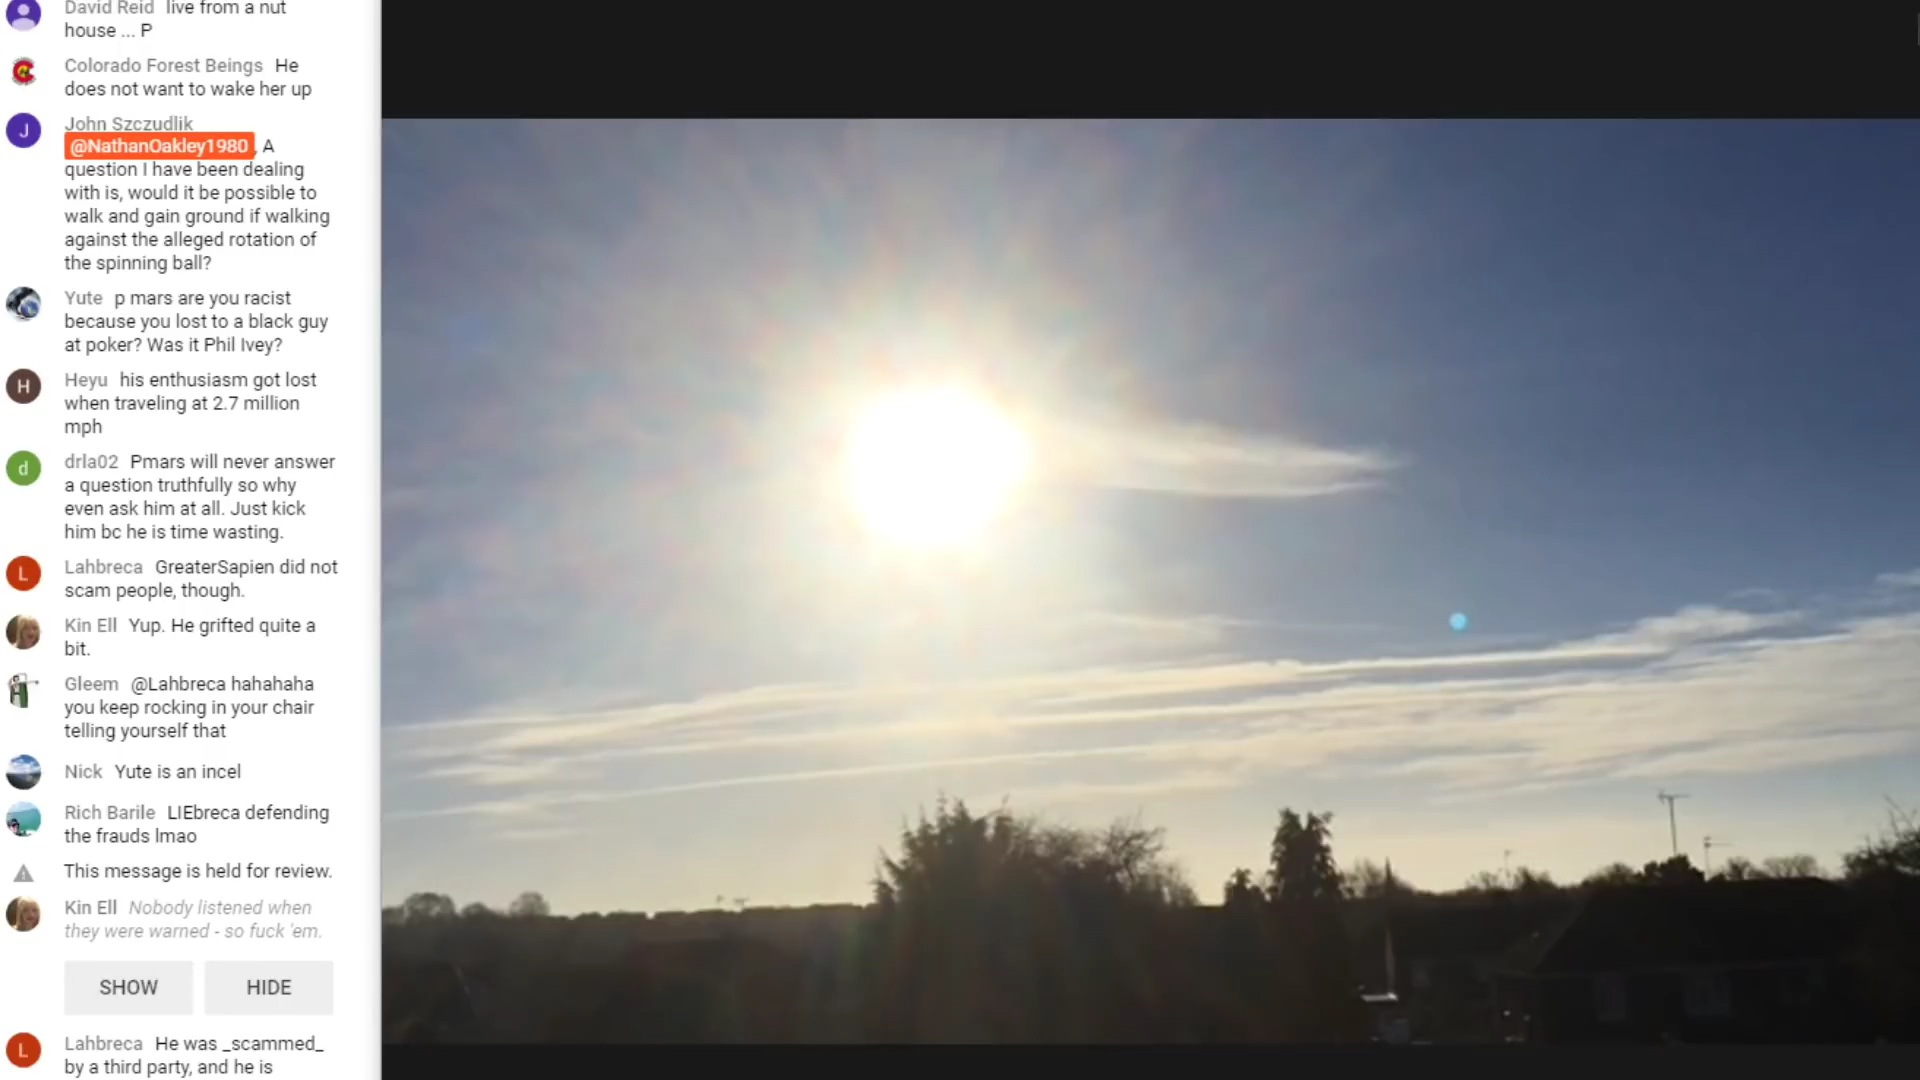 David Reid live from a nut
house ... P
Colorado Forest Beings He
does not want to wake her up
J
John Szczudlik
@NathanOakley1980, A
question I have been dealing
with is, would it be possible to
walk and gain ground if walking
against the alleged rotation of
the spinning ball?
Yute p mars are you racist
because you lost to a black guy
at poker? Was it Phil Ivey?
H
Heyu his enthusiasm got lost
when traveling at 2.7 million
mph
d
drla02 Pmars will never answer
a question truthfully so why
even ask him at all. Just kick
him bc he is time wasting.
L
Lahbreca GreaterSapien did not
scam people, though.
Kin Ell Yup. He grifted quite a
bit.
Gleem @Lahbreca hahahaha
you keep rocking in your chair
telling yourself that
Nick Yute is an incel
Rich Barile LIEbreca defending
the frauds lmao
This message is held for review.
Kin Ell Nobody listened when
they were warned - so fuck 'em.
SHOW HIDE
L
Lahbreca He was _scammed_
by a third party, and he is